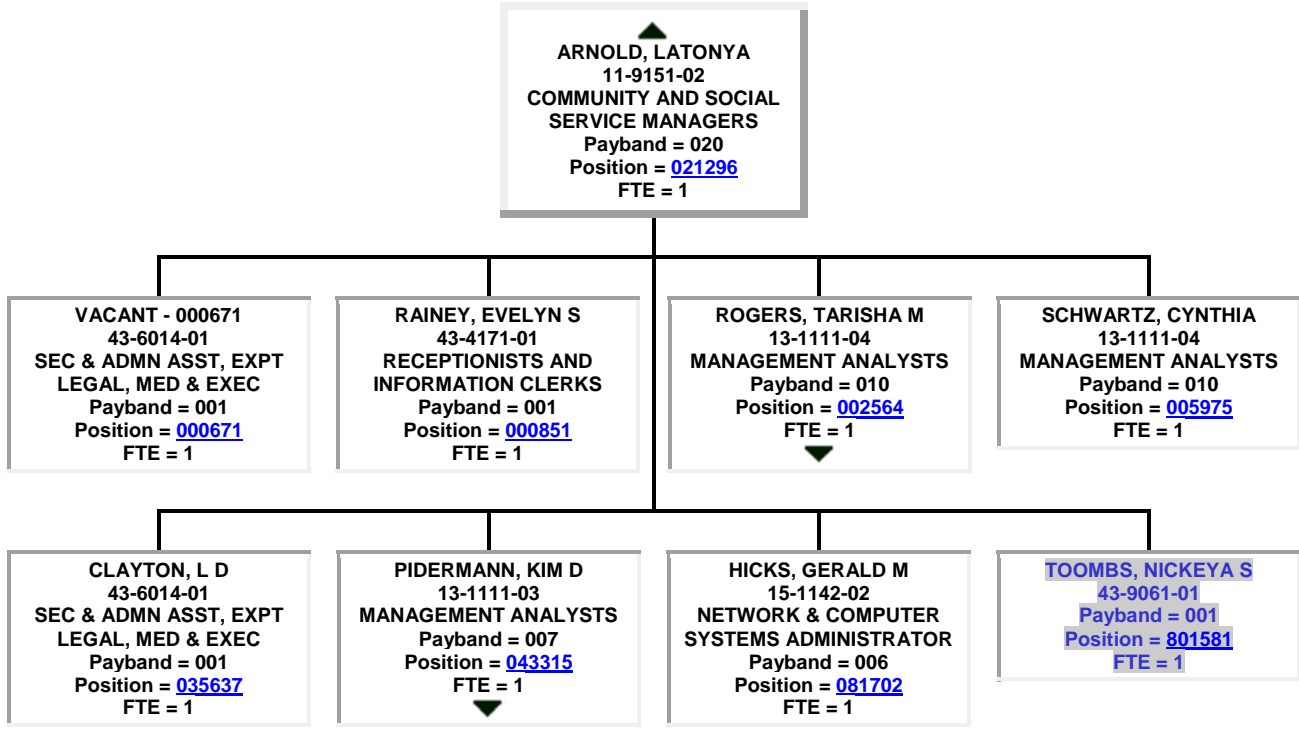 ARNOLD, LATONYA
11-9151-02
COMMUNITY AND SOCIAL
SERVICE MANAGERS
Payband = 020
Position = 021296
FTE = 1
VACANT - 000671
43-6014-01
SEC & ADMN ASST, EXPT
LEGAL, MED & EXEC
Payband = 001
Position = 000671
FTE = 1
RAINEY, EVELYN S
43-4171-01
RECEPTIONISTS AND
INFORMATION CLERKS
Payband = 001
Position = 000851
FTE = 1
ROGERS, TARISHA M
13-1111-04
MANAGEMENT ANALYSTS
Payband = 010
Position = 002564
FTE = 1
SCHWARTZ, CYNTHIA
13-1111-04
MANAGEMENT ANALYSTS
Payband = 010
Position = 005975
FTE = 1
CLAYTON, L D
43-6014-01
SEC & ADMN ASST, EXPT
LEGAL, MED & EXEC
Payband = 001
Position = 035637
FTE = 1
PIDERMANN, KIM D
13-1111-03
MANAGEMENT ANALYSTS
Payband = 007
Position = 043315
FTE = 1
HICKS, GERALD M
15-1142-02
NETWORK & COMPUTER
SYSTEMS ADMINISTRATOR
Payband = 006
Position = 081702
FTE = 1
TOOMBS, NICKEYA S
43-9061-01
Payband = 001
Position = 801581
FTE = 1